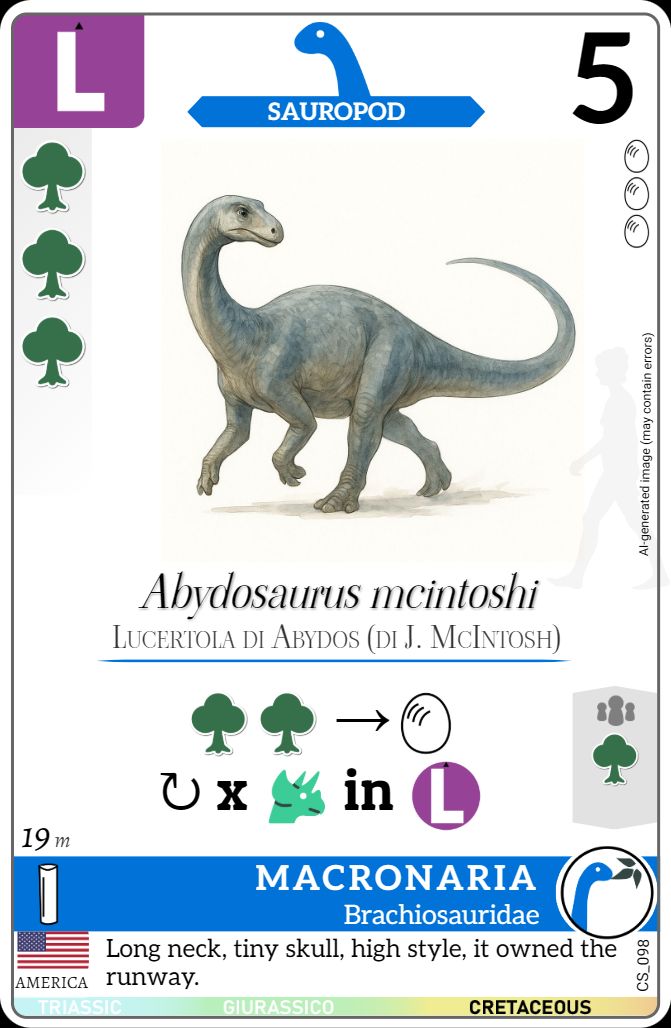 L
SAUROPOD
5
AI-generated image (may contain errors)
Abydosaurus mcintoshi
Lucertola di Abydos (di J. McIntosh)
x in L
19 m
MACRONARIA
Brachiosauridae
AMERICA
Long neck, tiny skull, high style, it owned the
runway.
CS_098
TRIASSIC GIURASSICO CRETACEOUS